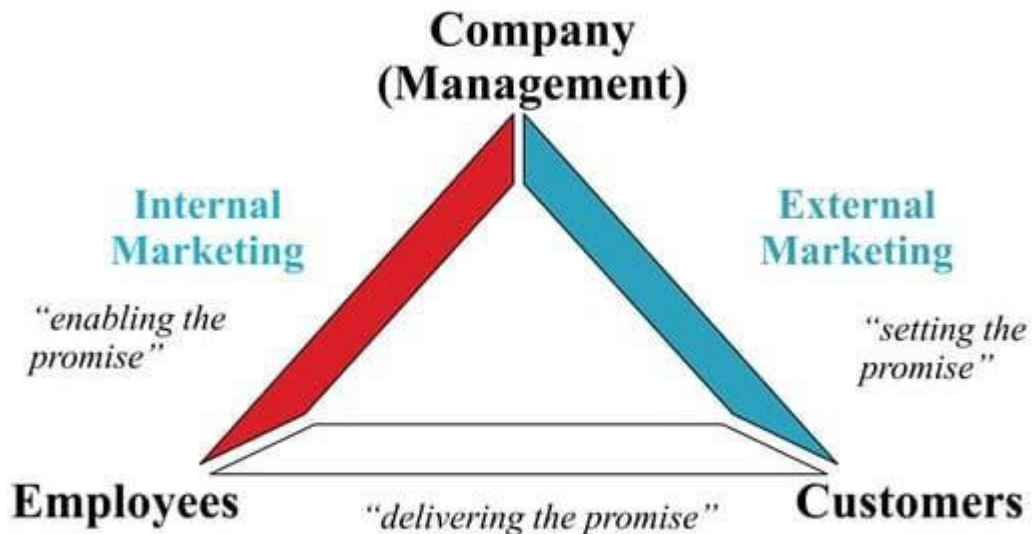 Company
(Management)
Internal
Marketing
External
Marketing
“enabling the
promise”
“setting the
promise”
Employees
“delivering the promise”
Customers